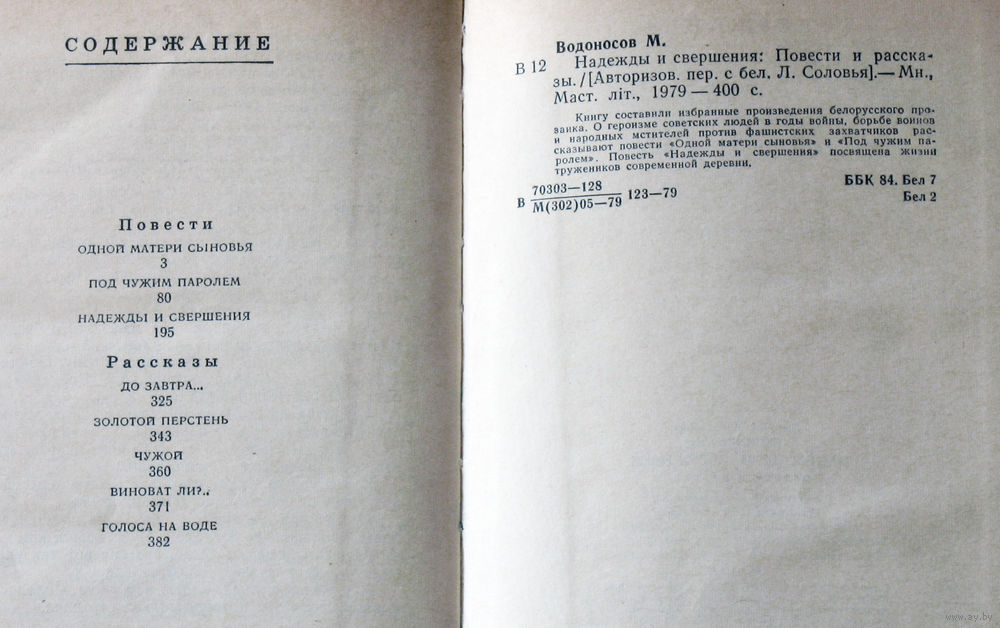 СОДЕРЖАНИЕ
Повести
ОДНОЙ МАТЕРИ СЫНОВЬЯ
3
ПОД ЧУЖИМ ПАРОЛЕМ
80
НАДЕЖДЫ И СВЕРШЕНИЯ
195
Рассказы
ДО ЗАВТРА...
325
ЗОЛОТОЙ ПЕРСТЕНЬ
343
ЧУЖОЙ
360
ВИНОВАТ ЛИ?..
371
ГОЛОСА НА ВОДЕ
382
Водоносов М.
В 12 Надежды и свершения: Повести и расска-
зы. / [Авторизов. пер. с бел. Л. Соловья]. — Мн.,
Маст. літ., 1979 — 400 с.
Книгу составили избранные произведения белорусского про-
заика. О героизме советских людей в годы войны, борьбе воинов
и народных мстителей против фашистских захватчиков рас-
сказывают повести «Одной матери сыновья» и «Под чужим па-
ролем». Повесть «Надежды и свершения» посвящена жизни
тружеников современной деревни.
В 70303—128
М(302)05—79 123—79
ББК 84. Бел 7
Бел 2
www.ay.by